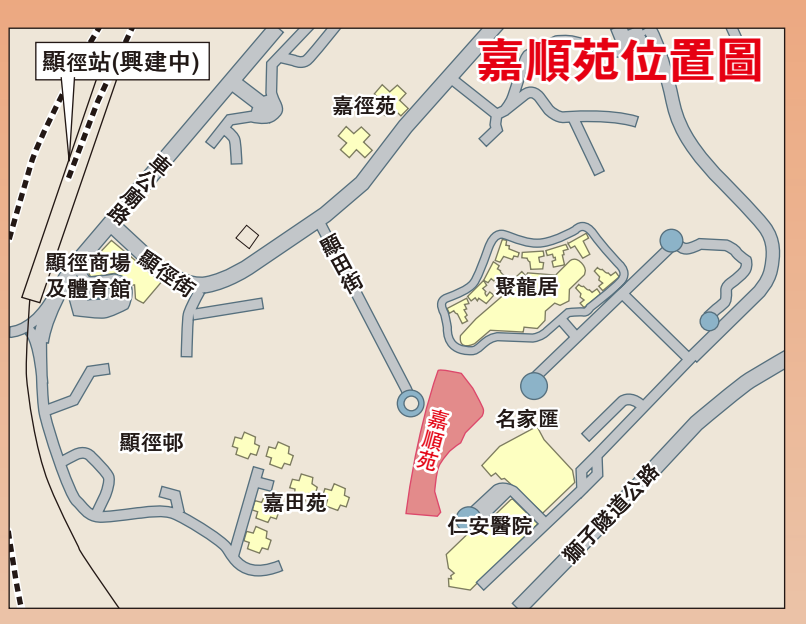 嘉順苑位置圖
顯徑站(興建中)
嘉徑苑
車公廟路
顯徑商場
及體育館
顯徑街
顯田街
聚龍居
嘉順苑
名家匯
顯徑邨
嘉田苑
仁安醫院
獅子隧道公路